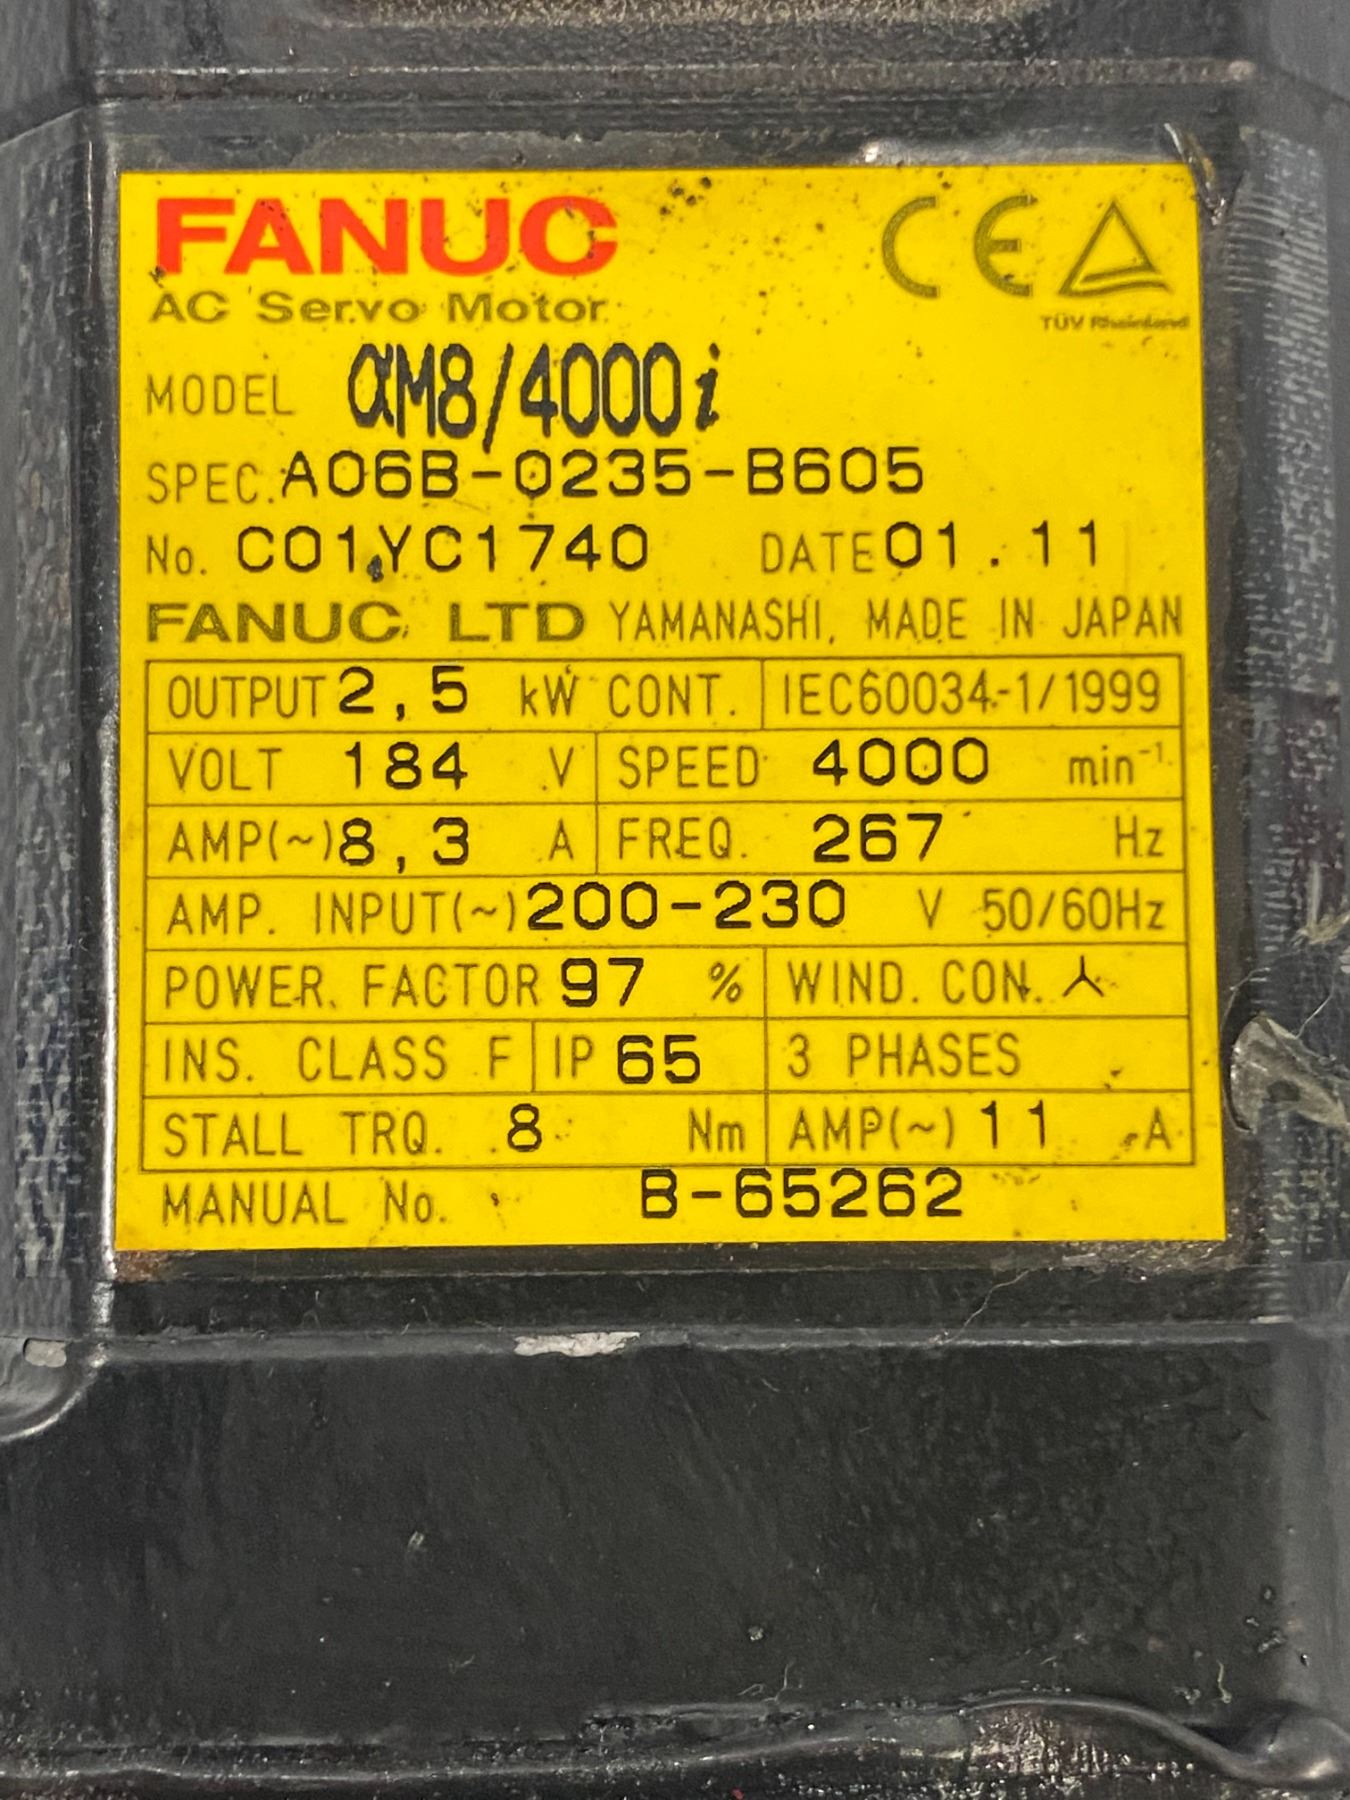 FANUC CE
AC Servo Motor TÜV Rheinland
MODEL αM8/4000i
SPEC. A06B-0235-B605
No. C01YC1740 DATE 01.11
FANUC LTD YAMANASHI, MADE IN JAPAN
OUTPUT 2,5 kW CONT. IEC60034-1/1999
VOLT 184 V SPEED 4000 min⁻¹
AMP(~) 8,3 A FREQ. 267 Hz
AMP. INPUT(~) 200-230 V 50/60Hz
POWER FACTOR 97 % WIND. CON.
INS. CLASS F IP 65 3 PHASES
STALL TRQ. 8 Nm AMP(~) 11 A
MANUAL No. B-65262